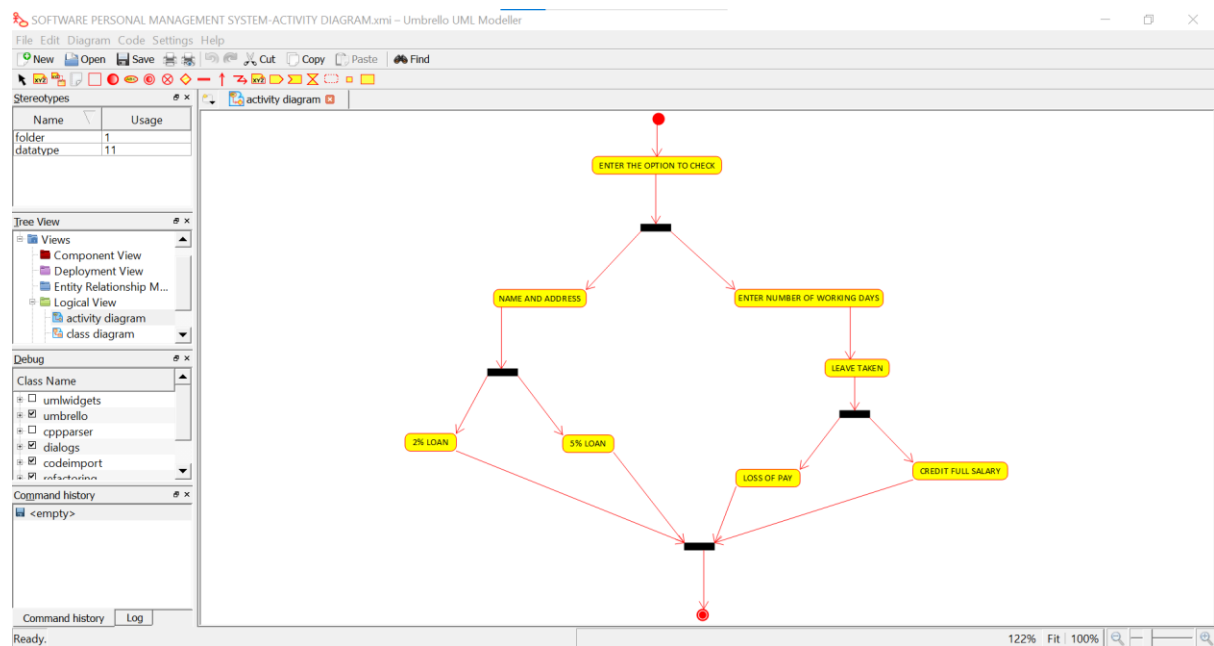 SOFTWARE PERSONAL MANAGEMENT SYSTEM-ACTIVITY DIAGRAM.xmi – Umbrello UML Modeller
File Edit Diagram Code Settings Help
New Open Save Cut Copy Paste Find
Stereotypes
activity diagram
Name Usage
folder 1
datatype 11
Tree View
Views
Component View
Deployment View
Entity Relationship M...
Logical View
activity diagram
class diagram
Debug
Class Name
umlwidgets
umbrello
cppparser
dialogs
codeimport
refactoring
Command history
<empty>
Command history Log
Ready.
ENTER THE OPTION TO CHECK
NAME AND ADDRESS
ENTER NUMBER OF WORKING DAYS
LEAVE TAKEN
2% LOAN
5% LOAN
LOSS OF PAY
CREDIT FULL SALARY
122% Fit 100%